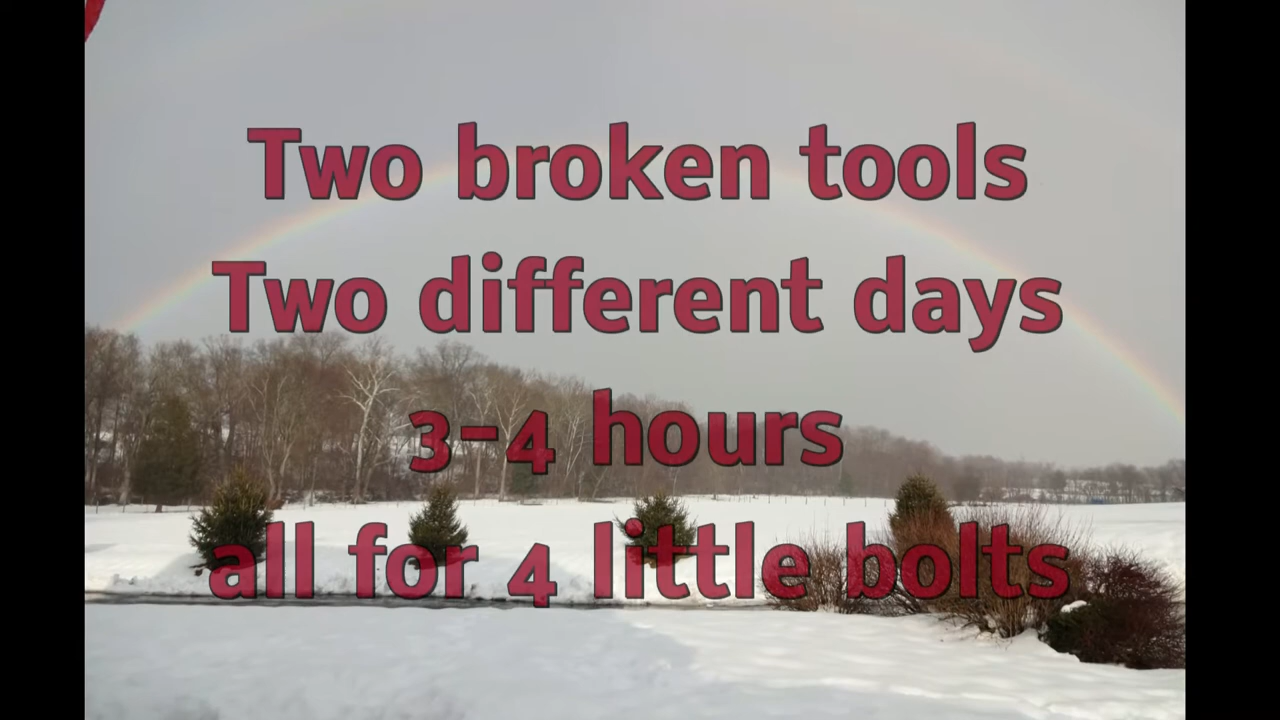 Two broken tools
Two different days
3-4 hours
all for 4 little bolts